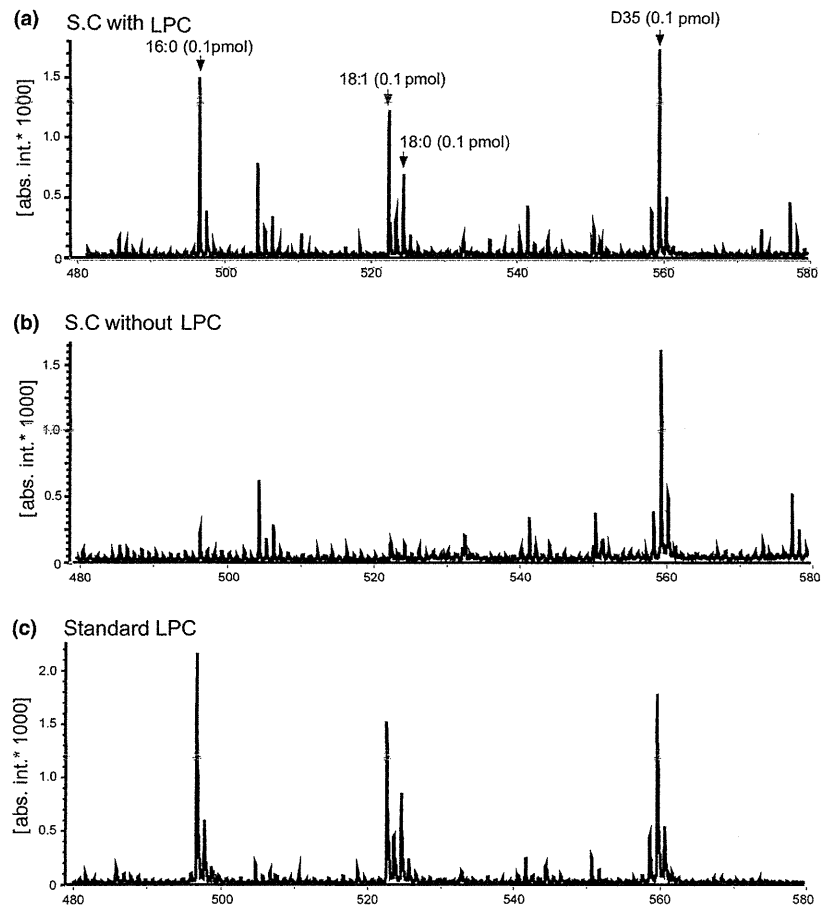 (a) S.C with LPC
16:0 (0.1pmol)
18:1 (0.1 pmol)
18:0 (0.1 pmol)
D35 (0.1 pmol)
[abs. int.* 1000]
1.5
1.0
0.5
0
480 500 520 540 560 580
(b) S.C without LPC
[abs. int.* 1000]
1.5
1.0
0.5
0
480 500 520 540 560 580
(c) Standard LPC
[abs. int.* 1000]
2.0
1.5
1.0
0.5
0
480 500 520 540 560 580